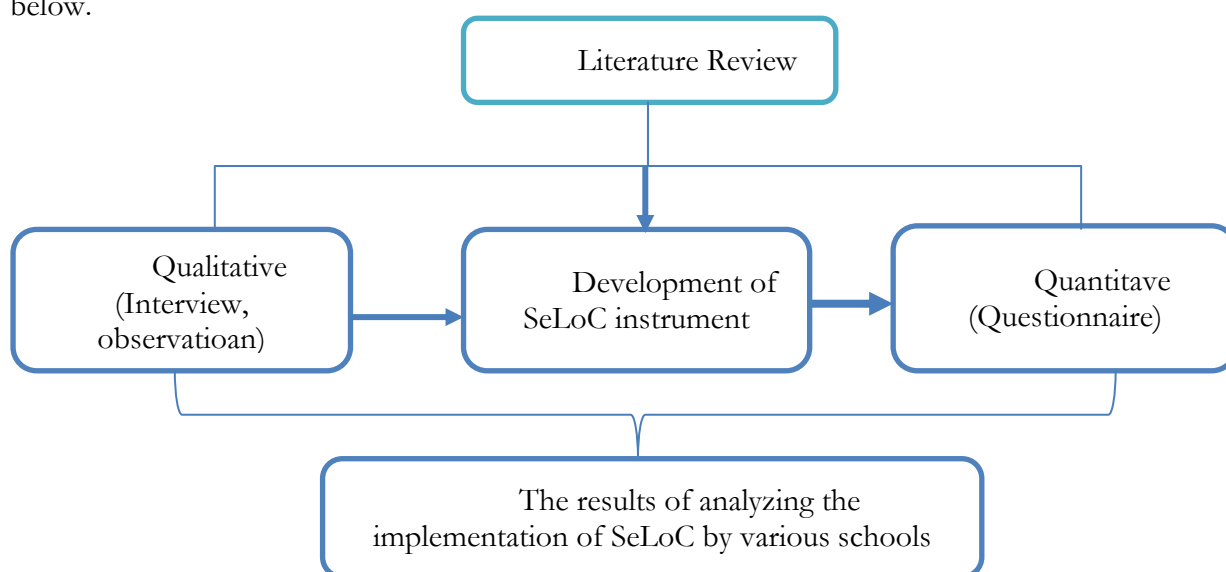 below.
Literature Review
Qualitative
(Interview,
observatioan)
Development of
SeLoC instrument
Quantitave
(Questionnaire)
The results of analyzing the
implementation of SeLoC by various schools